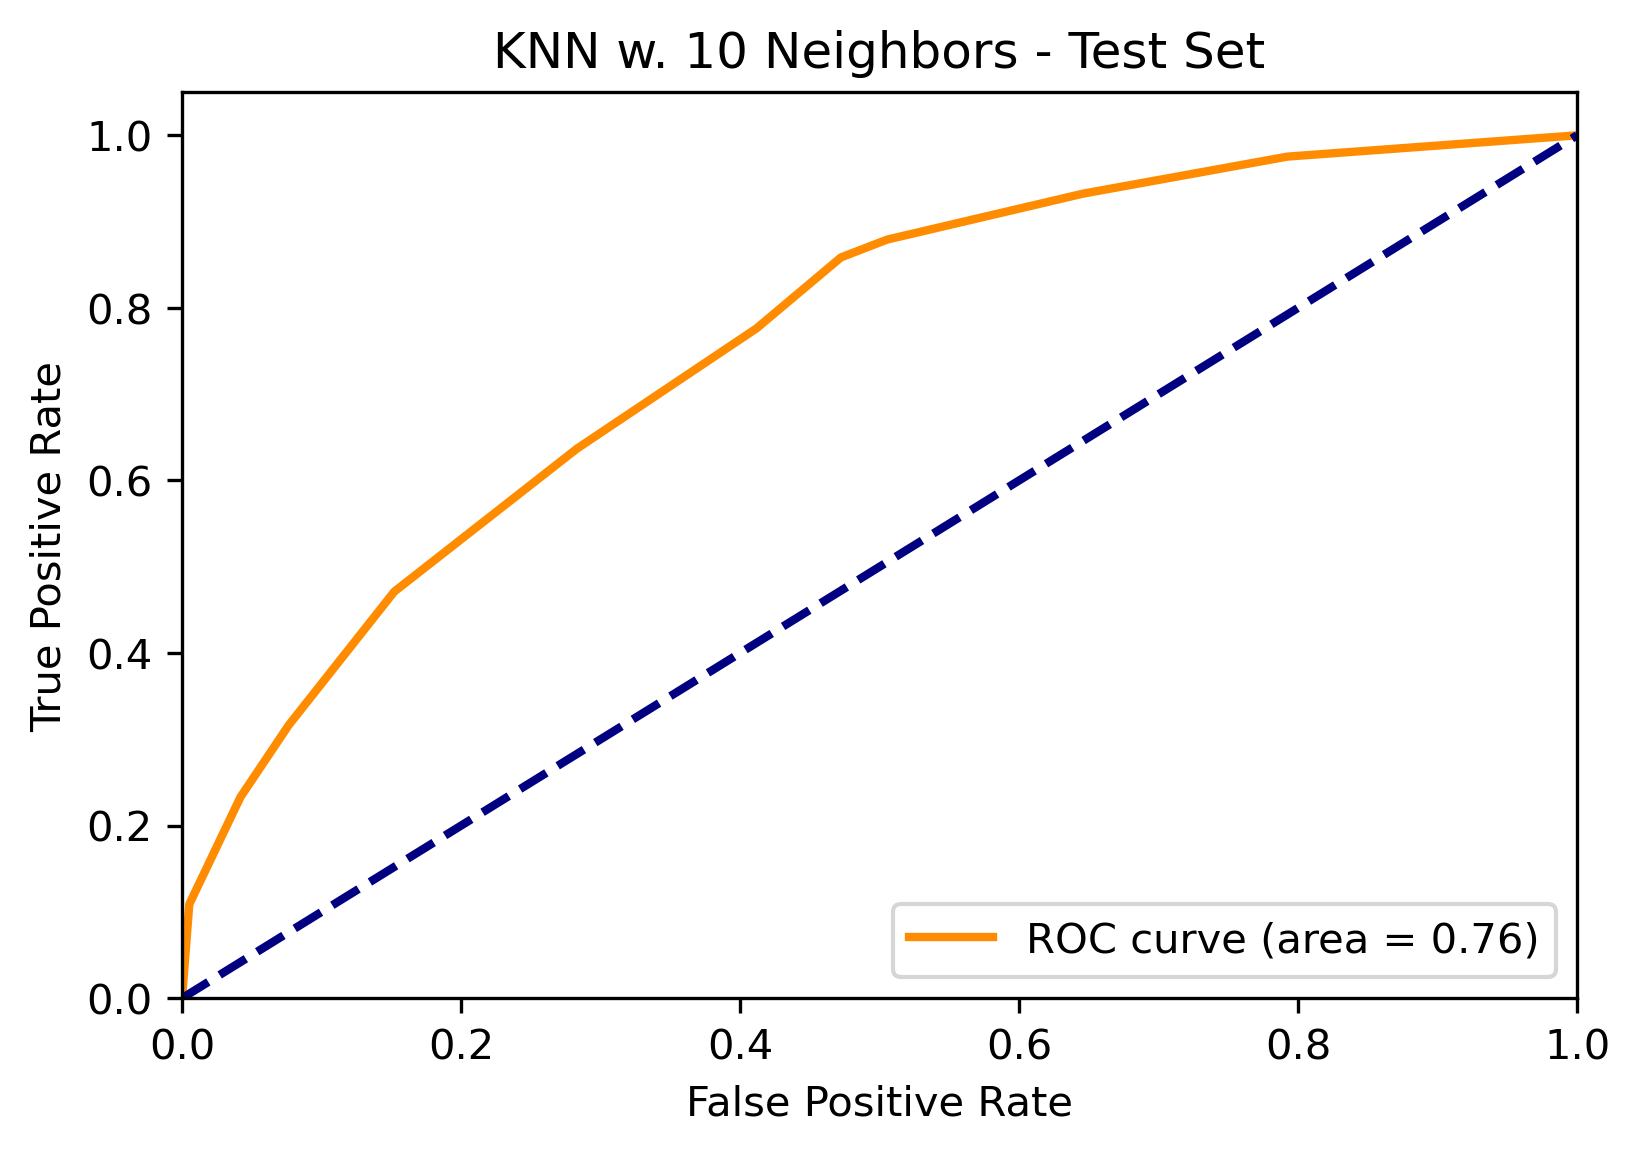 KNN w. 10 Neighbors - Test Set
True Positive Rate
1.0
0.8
0.6
0.4
0.2
0.0
ROC curve (area = 0.76)
0.0 0.2 0.4 0.6 0.8 1.0
False Positive Rate